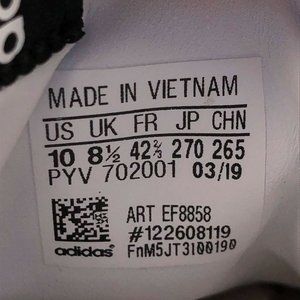 MADE IN VIETNAM
US UK FR JP CHN
10 8½ 42⅔ 270 265
PYV 702001 03/19
ART EF8858
#122608119
adidas FnM5JT3100190